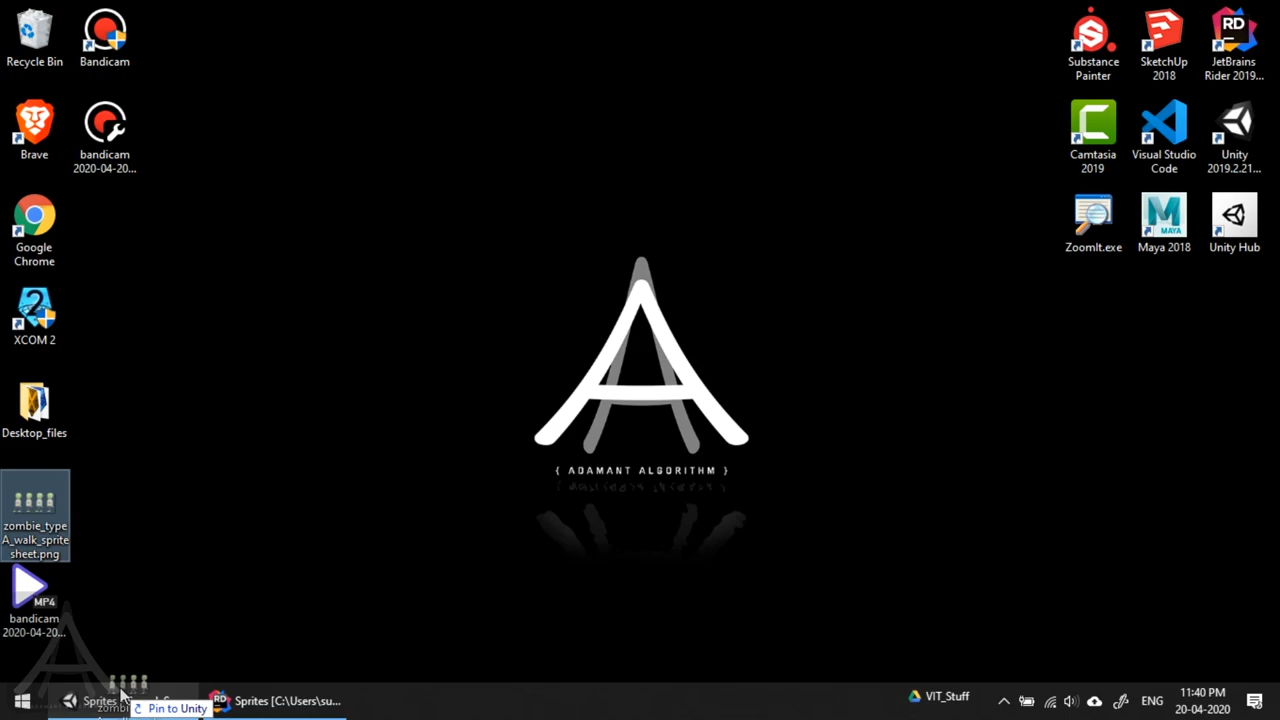 Recycle Bin
Bandicam
Brave
bandicam
2020-04-20...
Google
Chrome
XCOM 2
Desktop_files
zombie_type
A_walk_sprite
sheet.png
MP4
bandicam
2020-04-20...
Substance
Painter
SketchUp
2018
RD
JetBrains
Rider 2019...
Camtasia
2019
Visual Studio
Code
Unity
2019.2.21...
ZoomIt.exe
MAYA
Maya 2018
Unity Hub
{ ADAMANT ALGORITHM }
Sprites
Pin to Unity
RD
Sprites [C:\Users\su...
VIT_Stuff
ENG
11:40 PM
20-04-2020